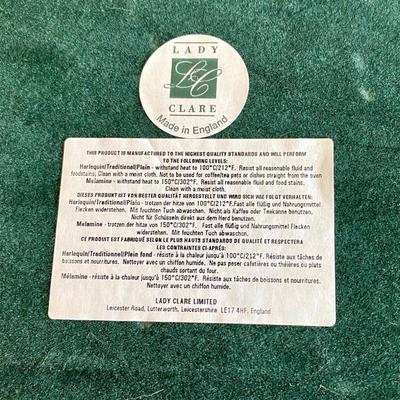 LADY
LC
CLARE
Made in England
THIS PRODUCT IS MANUFACTURED TO THE HIGHEST QUALITY STANDARDS AND WILL PERFORM
TO THE FOLLOWING LEVELS:
Harlequin/Traditional/Plain - withstand heat to 100°C/212°F. Resist all reasonable fluid and
foodstains. Clean with a moist cloth. Not to be used for coffee/tea pots or dishes straight from the oven
Melamine - withstand heat to 150°C/302°F. Resist all reasonable fluid and food stains.
Clean with a moist cloth.
DIESES PRODUKT IST VON BESTER QUALITÄT HERGESTELLT UND WIRD SICH WIE FOLGT VERHALTEN:
Harlequin/Traditional/Plain - trotzen der hitze von 100°C/212°F. Fast alle flüßig und Nahrungsmittel
Flecken widerstehen. Mit feuchten Tuch abwaschen. Nicht als Kaffee oder Teekanne benutzen.
Nicht für Schüsseln direkt aus dem Herd benutzen.
Melamine - trotzen der hitze von 150°C/302°F. Fast alle flüßig und Nahrungsmittel Flecken
widerstehen. Mit feuchten Tuch abwaschen.
CE PRODUIT EST FABRIQUÉ SELON LE PLUS HAUTS STANDARDS DE QUALITÉ ET RESPECTERA
LES CONTRAINTES CI-APRÉS:
Harlequin/Traditional/Plain fond - résiste à la chaleur jusqu'à 100°C/212°F. Résiste aux tâches de
boissons et nourritures. Nettoyer avec un chiffon humide. Ne pas peser cafetières ou théières ou plats
chauds sortant du four.
Mélamine - résiste à la chaleur jusqu'à 150°C/302°F. Résiste aux tâches de boissons et nourritures.
Nettoyer avec un chiffon humide.
LADY CLARE LIMITED
Leicester Road, Lutterworth, Leicestershire LE17 4HF, England